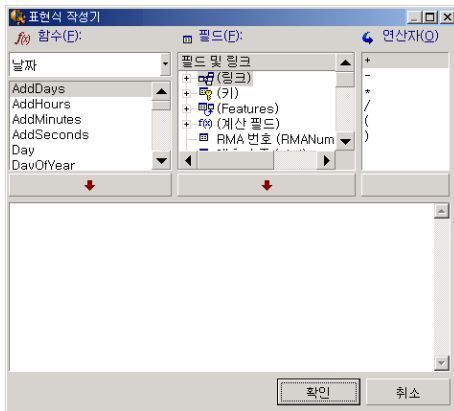 표현식 작성기
f(x) 함수(F):
필드(F):
연산자(O)
날짜
AddDays
AddHours
AddMinutes
AddSeconds
Day
DayOfYear
필드 및 링크
(링크)
(키)
(Features)
f(x) (계산 필드)
RMA 번호 (RMANum
+
-
*
/
(
)
확인
취소